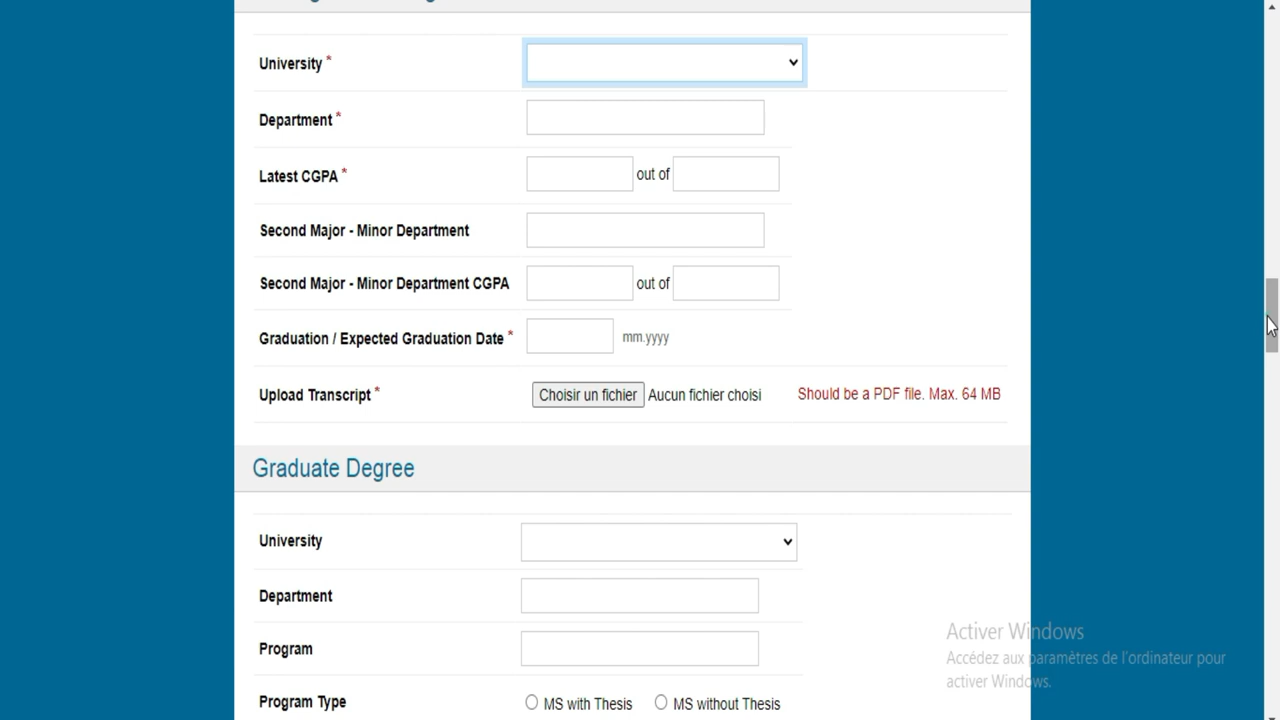 University *
Department *
Latest CGPA * out of
Second Major - Minor Department
Second Major - Minor Department CGPA out of
Graduation / Expected Graduation Date * mm.yyyy
Upload Transcript * Choisir un fichier Aucun fichier choisi Should be a PDF file. Max. 64 MB
Graduate Degree
University
Department
Program
Program Type MS with Thesis MS without Thesis
Activer Windows
Accédez aux paramètres de l'ordinateur pour
activer Windows.